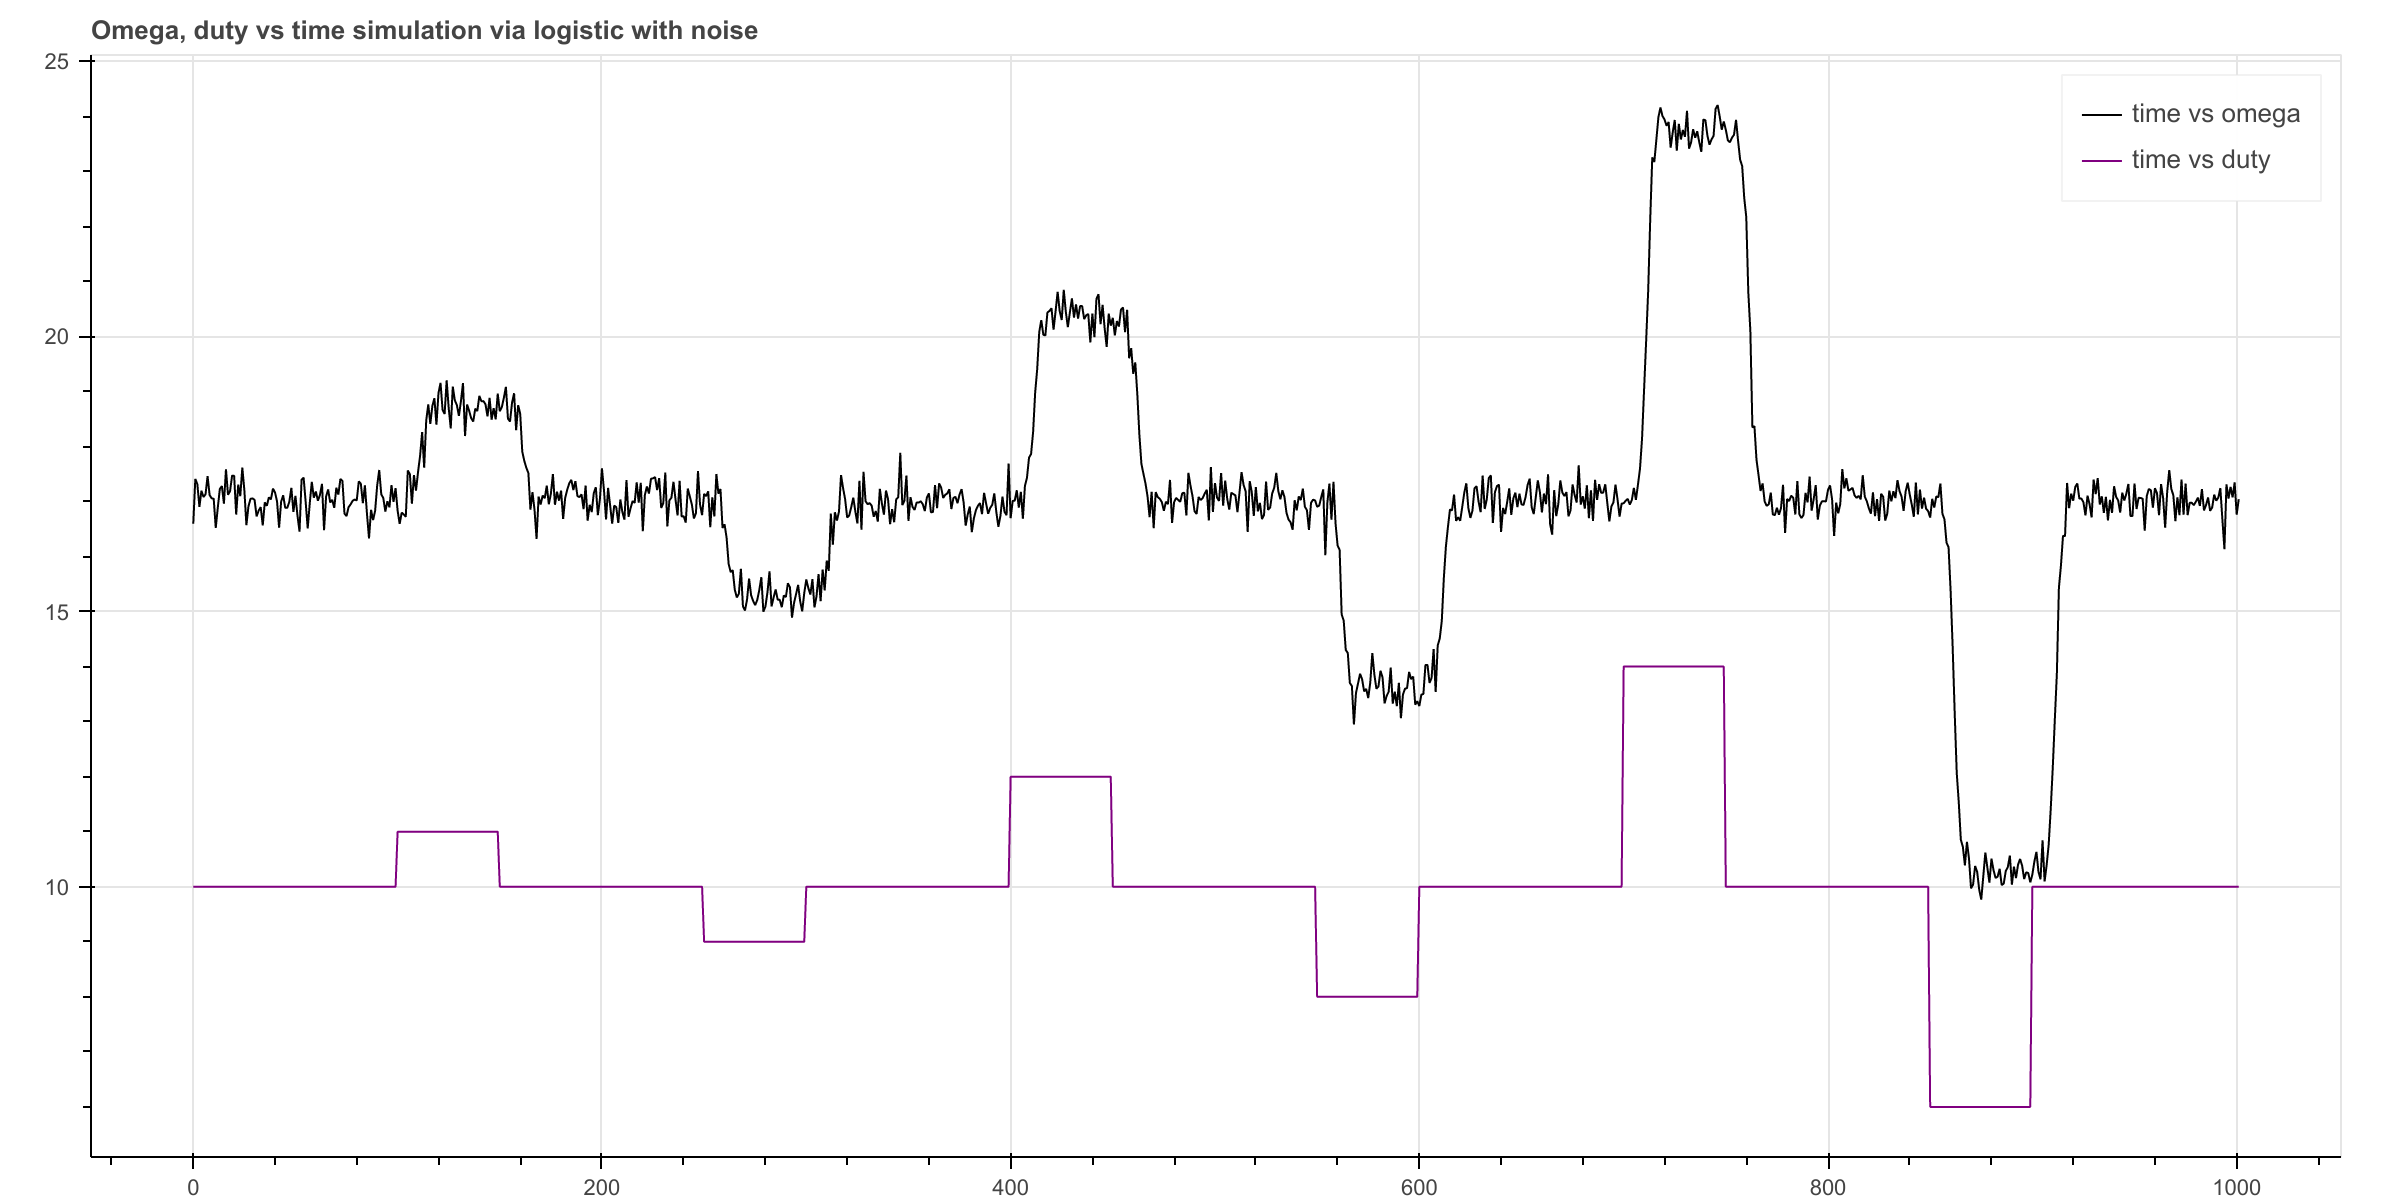 Omega, duty vs time simulation via logistic with noise
25
time vs omega
time vs duty
20
15
10
0 200 400 600 800 1000